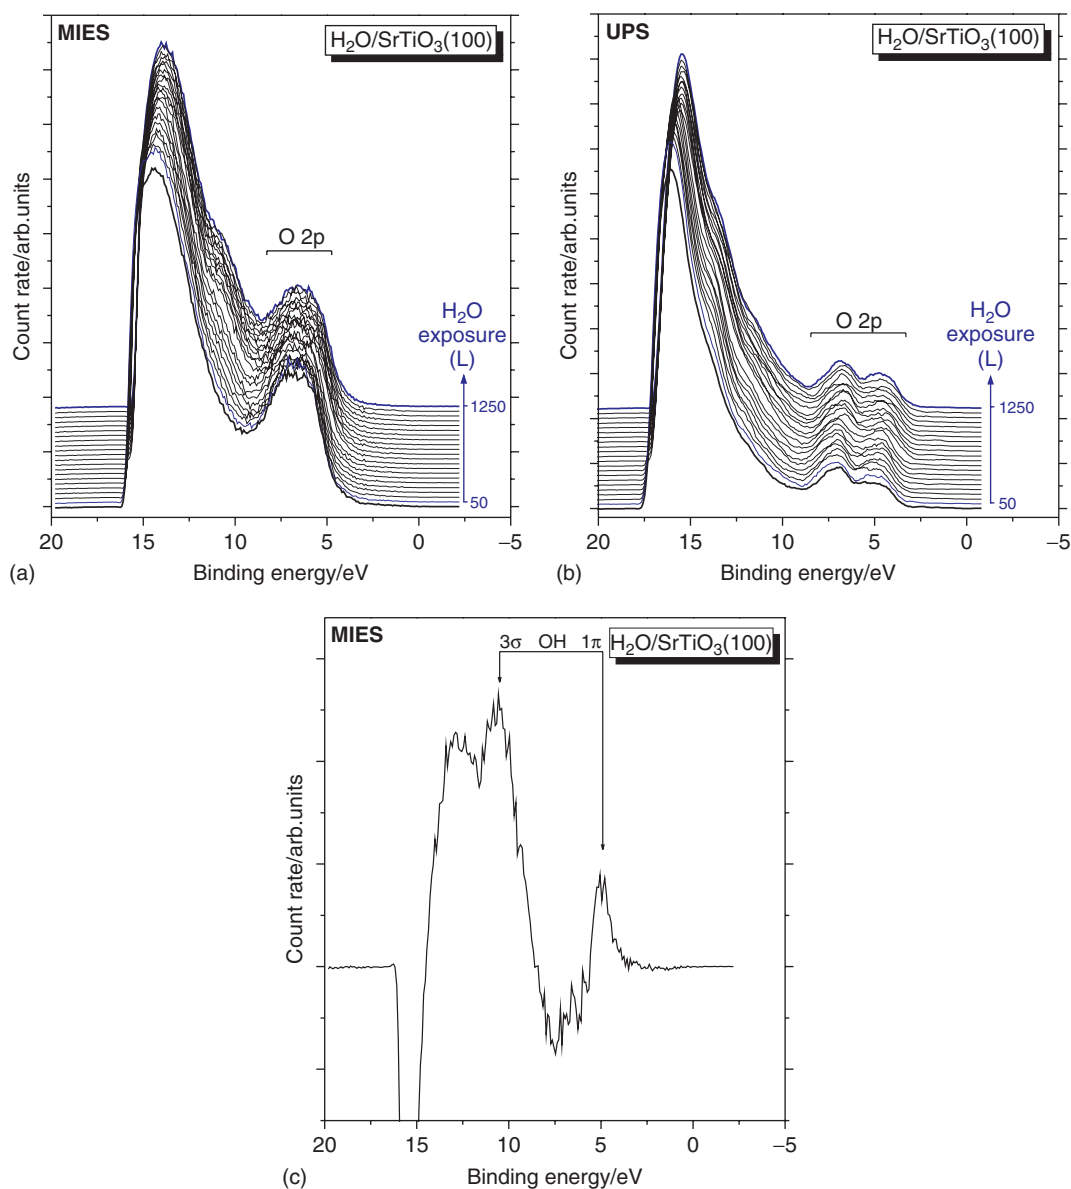 MIES
H₂O/SrTiO₃(100)
Count rate/arb.units
O 2p
H₂O
exposure
(L)
1250
50
20 15 10 5 0 −5
(a) Binding energy/eV
UPS
H₂O/SrTiO₃(100)
Count rate/arb.units
O 2p
H₂O
exposure
(L)
1250
50
20 15 10 5 0 −5
(b) Binding energy/eV
MIES
3σ OH 1π
H₂O/SrTiO₃(100)
Count rate/arb.units
20 15 10 5 0 −5
(c) Binding energy/eV